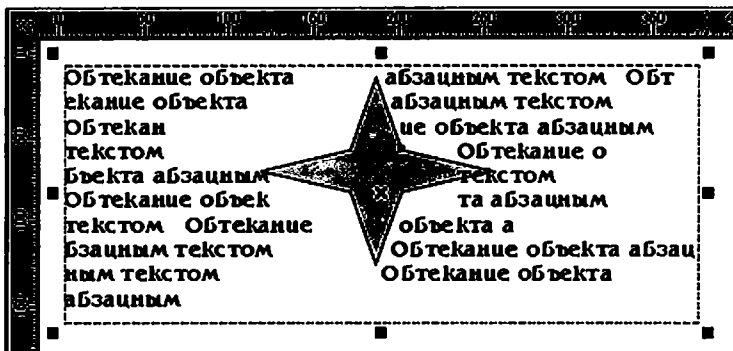 Обтекание объекта абзацным текстом Обт
екание объекта абзацным текстом
Обтекан ие объекта абзацным
текстом Обтекание о
бъекта абзацным текстом
Обтекание объек та абзацным
текстом Обтекание объекта а
бзацным текстом Обтекание объекта абзац
ным текстом Обтекание объекта
абзацным